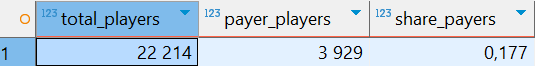 123 total_players 123 payer_players 123 share_payers
1 22 214 3 929 0,177